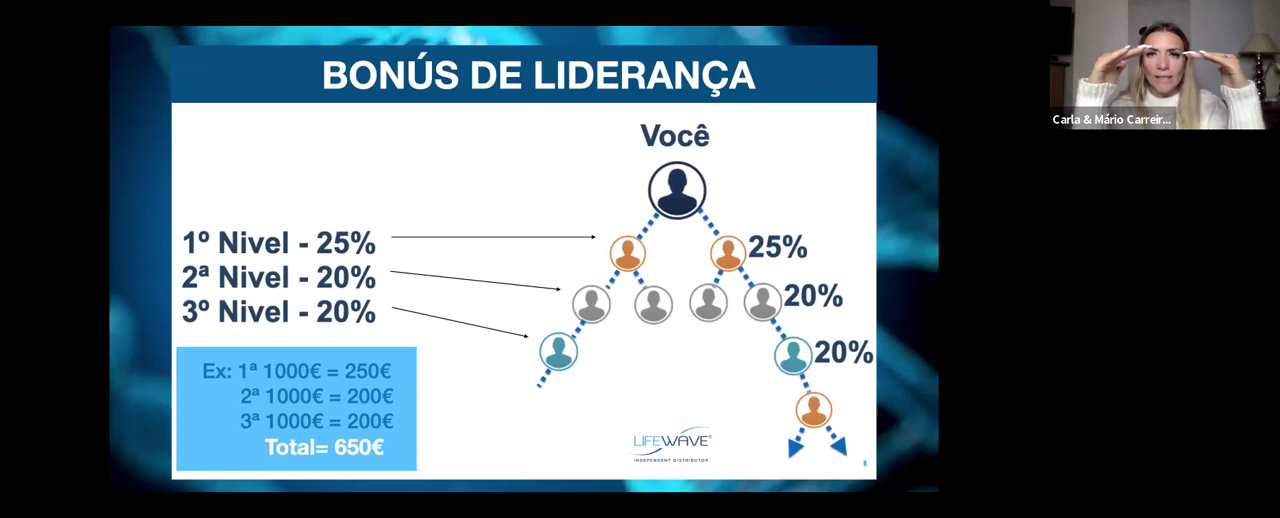 BONÚS DE LIDERANÇA
Carla & Mário Carreir...
Você
1º Nivel - 25%
25%
2ª Nivel - 20%
20%
3º Nivel - 20%
20%
Ex: 1ª 1000€ = 250€
2ª 1000€ = 200€
3ª 1000€ = 200€
Total= 650€
LIFEWAVE®
INDEPENDENT DISTRIBUTOR